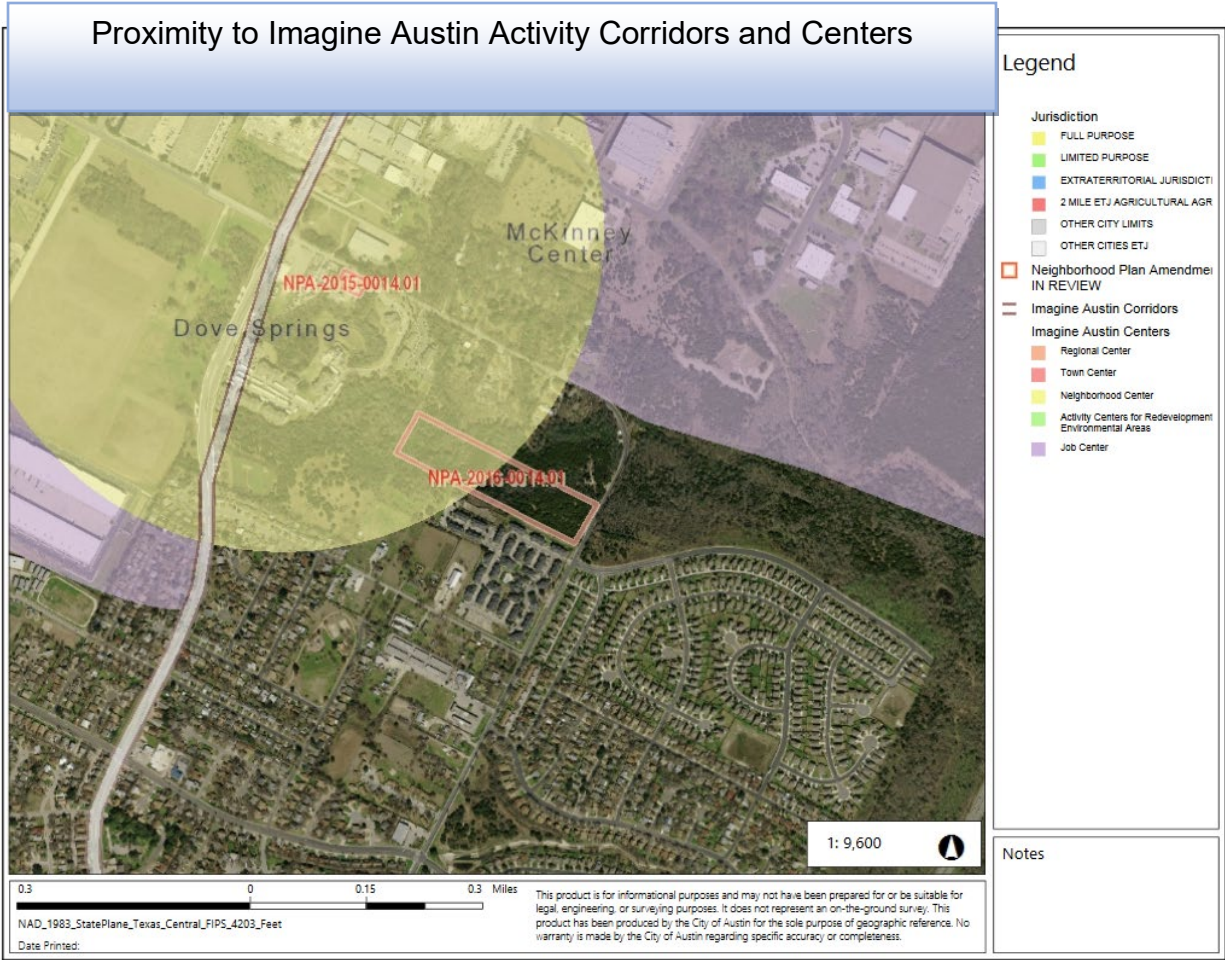 Proximity to Imagine Austin Activity Corridors and Centers
McKinney
Center
NPA-2015-0014.01
Dove Springs
NPA-2016-0014.01
1: 9,600
Legend
Jurisdiction
FULL PURPOSE
LIMITED PURPOSE
EXTRATERRITORIAL JURISDICTI
2 MILE ETJ AGRICULTURAL AGR
OTHER CITY LIMITS
OTHER CITIES ETJ
Neighborhood Plan Amendme
IN REVIEW
Imagine Austin Corridors
Imagine Austin Centers
Regional Center
Town Center
Neighborhood Center
Activity Centers for Redevelopment
Environmental Areas
Job Center
Notes
0.3 0 0.15 0.3 Miles
NAD_1983_StatePlane_Texas_Central_FIPS_4203_Feet
Date Printed:
This product is for informational purposes and may not have been prepared for or be suitable for
legal, engineering, or surveying purposes. It does not represent an on-the-ground survey. This
product has been produced by the City of Austin for the sole purpose of geographic reference. No
warranty is made by the City of Austin regarding specific accuracy or completeness.